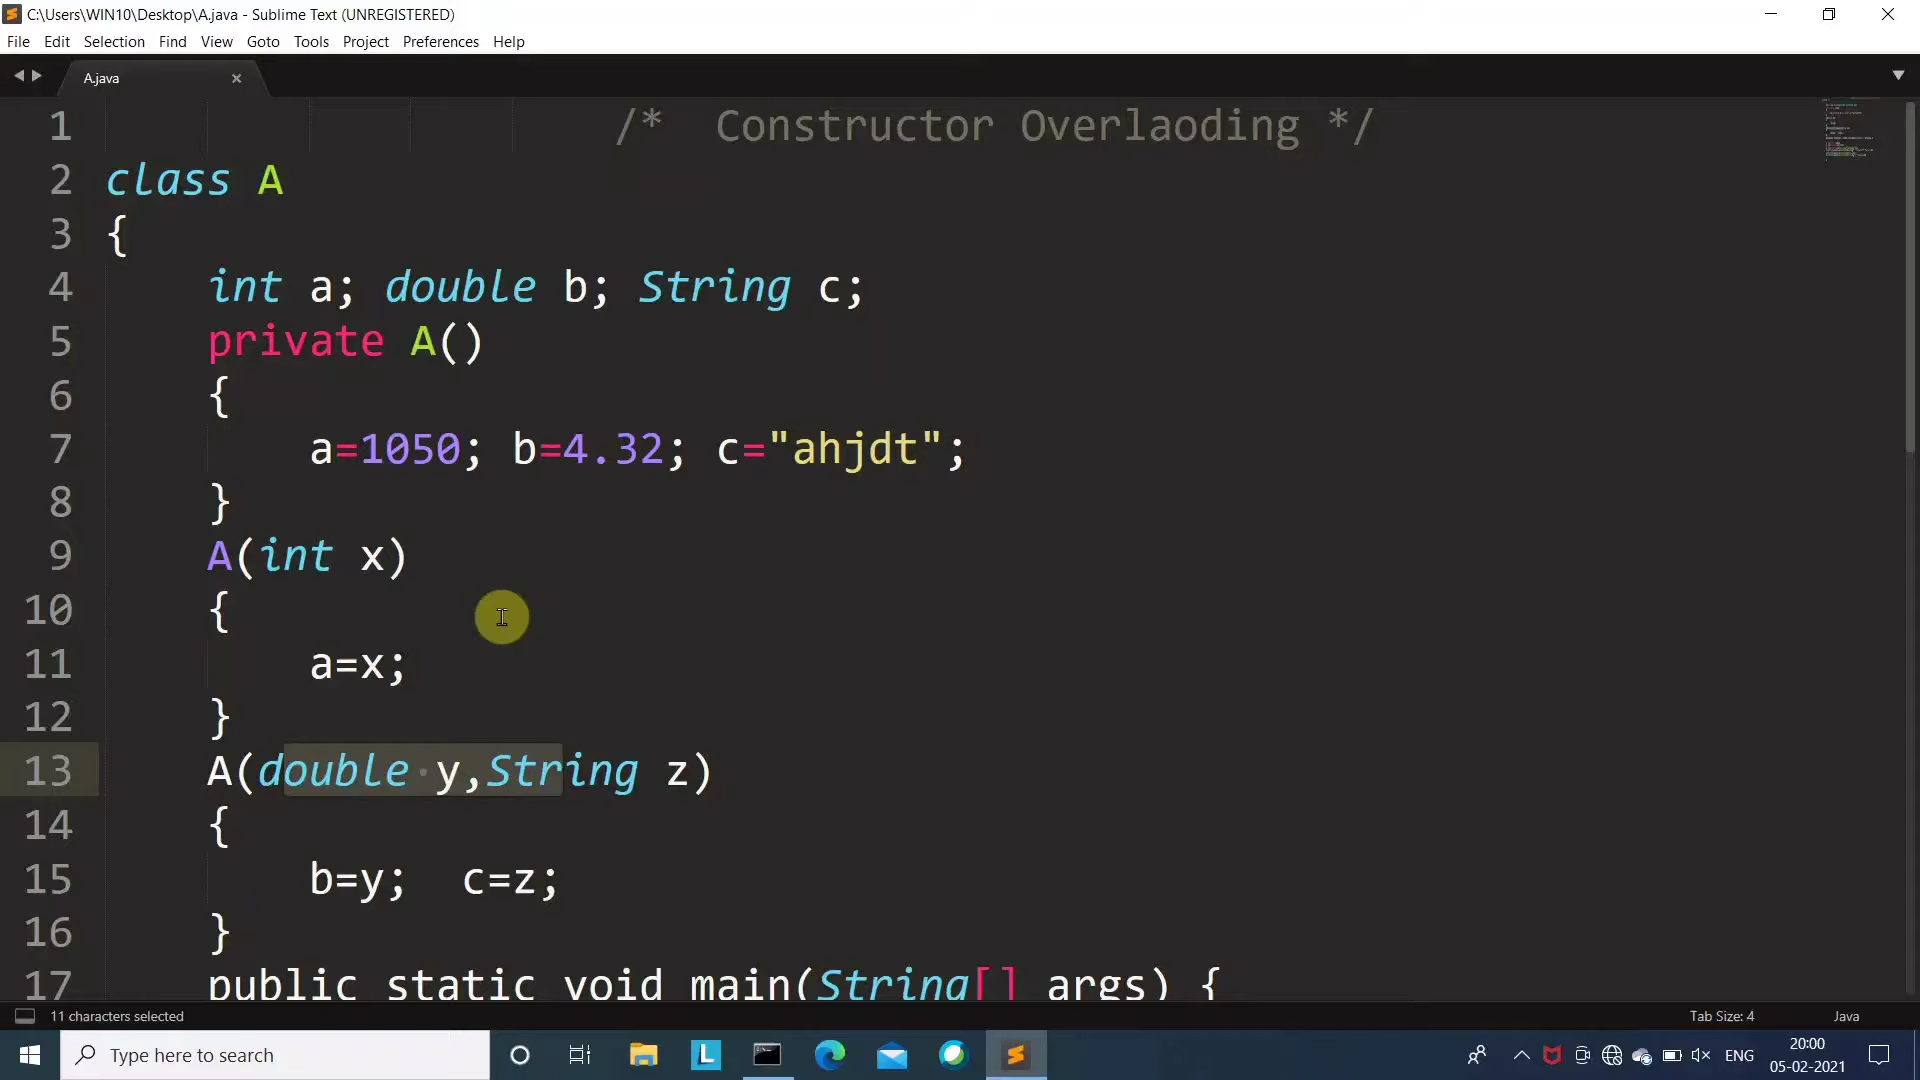 C:\Users\WIN10\Desktop\A.java - Sublime Text (UNREGISTERED)
File Edit Selection Find View Goto Tools Project Preferences Help
A.java
1 /* Constructor Overlaoding */
2 class A
3 {
4 int a; double b; String c;
5 private A()
6 {
7 a=1050; b=4.32; c="ahjdt";
8 }
9 A(int x)
10 {
11 a=x;
12 }
13 A(double y,String z)
14 {
15 b=y; c=z;
16 }
17 public static void main(String[] args) {
11 characters selected Tab Size: 4 Java
Type here to search L ENG 20:00
05-02-2021